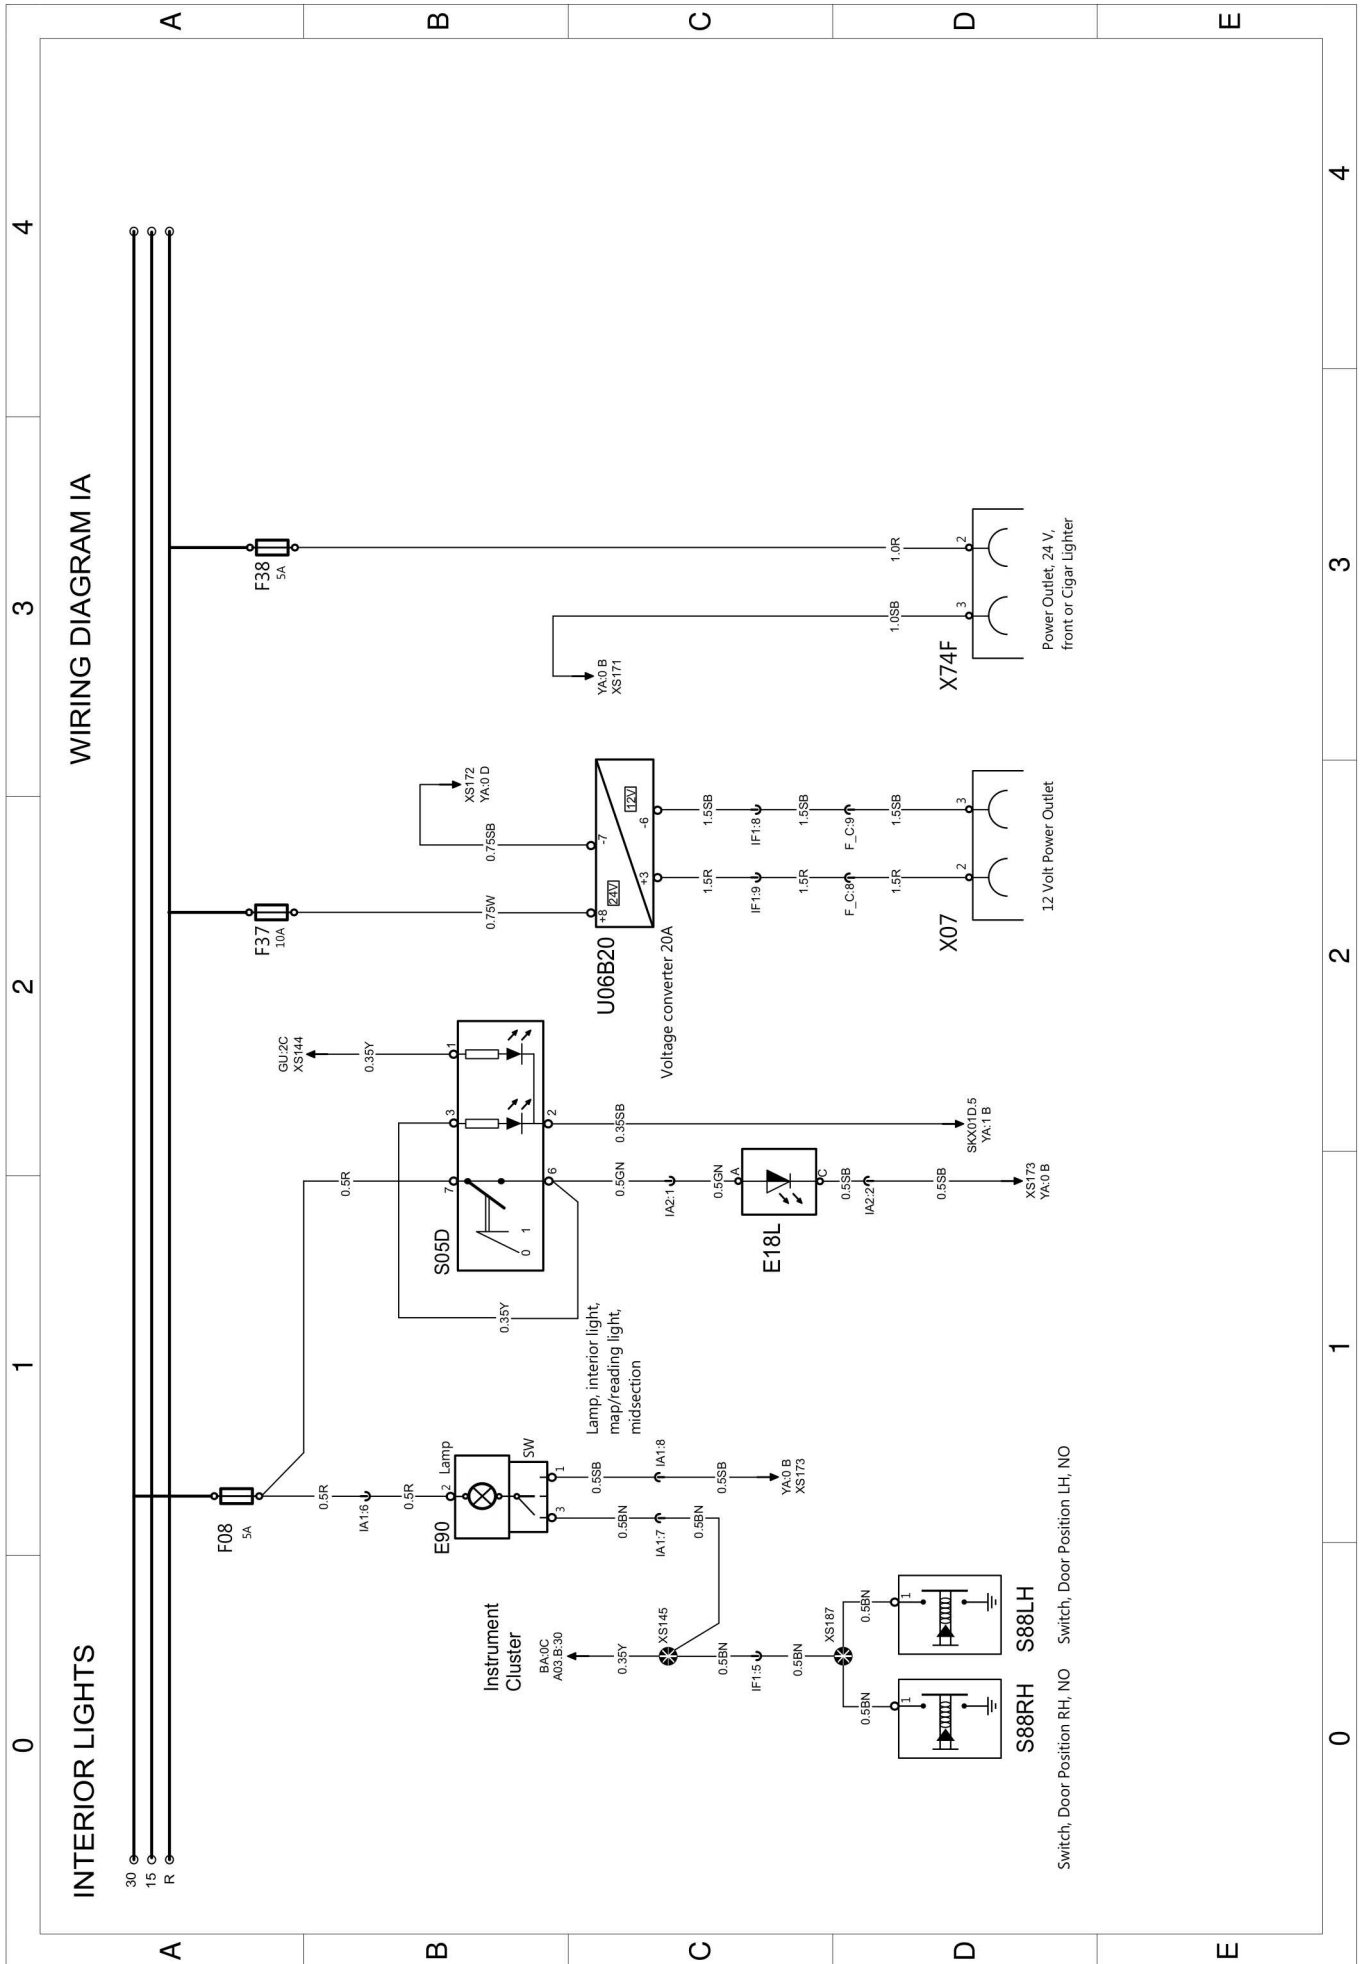 0
1
2
3
4
A
INTERIOR LIGHTS
WIRING DIAGRAM IA
30
15
R
F08
5A
F37
10A
F38
5A
B
0.5R
IA1:6
0.5R
2
Lamp
E90
SW
3
1
0.5R
GU:2C
XS144
0.35Y
7
3
1
S05D
0
1
6
2
0.35Y
0.75W
0.75SB
XS172
YA:0 D
Instrument
Cluster
BA:0C
A03.B:30
0.35Y
XS145
0.5BN
IA1:7
0.5BN
0.5SB
IA1:8
0.5SB
YA:0 B
XS173
Lamp, interior light,
map/reading light,
midsection
0.5GN
IA2:1
0.5GN
A
E18L
C
0.35SB
U06B20
+8
24V
-7
12V
+3
-6
Voltage converter 20A
YA:0 B
XS171
C
0.5BN
IF1:5
0.5BN
XS187
0.5BN
0.5BN
1
1
S88RH
S88LH
Switch, Door Position RH, NO
Switch, Door Position LH, NO
0.5SB
IA2:2
0.5SB
XS173
YA:0 B
SKX01D.5
YA:1 B
1.5R
1.5SB
IF1:9
IF1:8
1.5R
1.5SB
F_C:8
F_C:9
1.5R
1.5SB
2
3
X07
12 Volt Power Outlet
1.0SB
1.0R
3
2
X74F
Power Outlet, 24 V,
front or Cigar Lighter
D
E
A
B
C
D
E
0
1
2
3
4